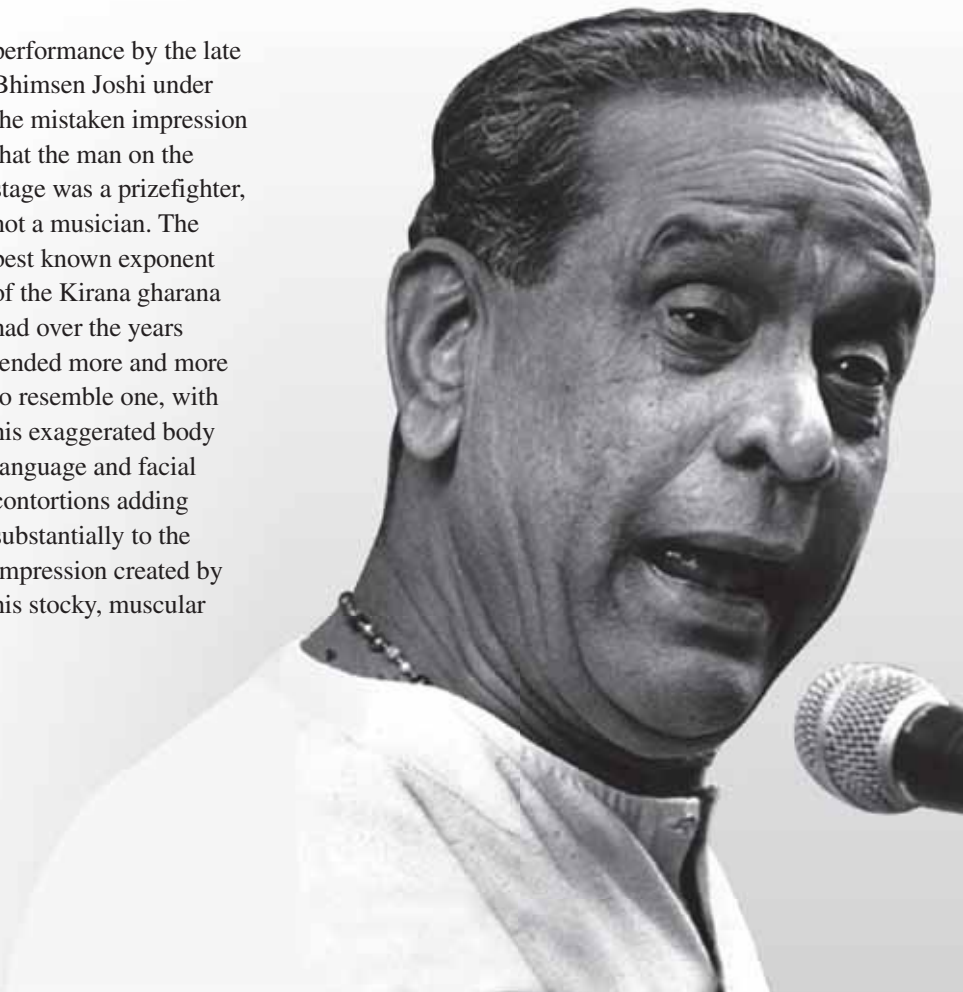 performance by the late
Bhimsen Joshi under
the mistaken impression
that the man on the
stage was a prizefighter,
not a musician. The
best known exponent
of the Kirana gharana
had over the years
tended more and more
to resemble one, with
his exaggerated body
language and facial
contortions adding
substantially to the
impression created by
his stocky, muscular